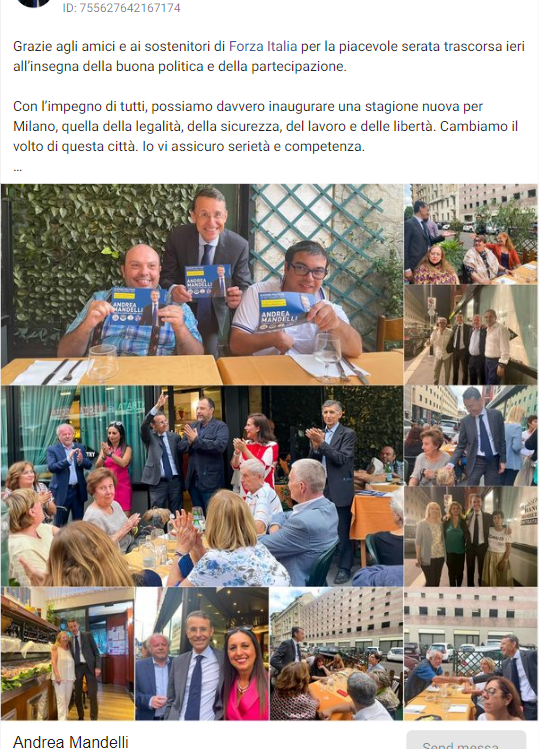 ID: 755627642167174
Grazie agli amici e ai sostenitori di Forza Italia per la piacevole serata trascorsa ieri
all’insegna della buona politica e della partecipazione.
Con l’impegno di tutti, possiamo davvero inaugurare una stagione nuova per
Milano, quella della legalità, della sicurezza, del lavoro e delle libertà. Cambiamo il
volto di questa città. Io vi assicuro serietà e competenza.
...
ANDREA
MANDELLI
ANDREA
MANDELLI
ANDREA
MANDELLI
Andrea Mandelli
Send messa...